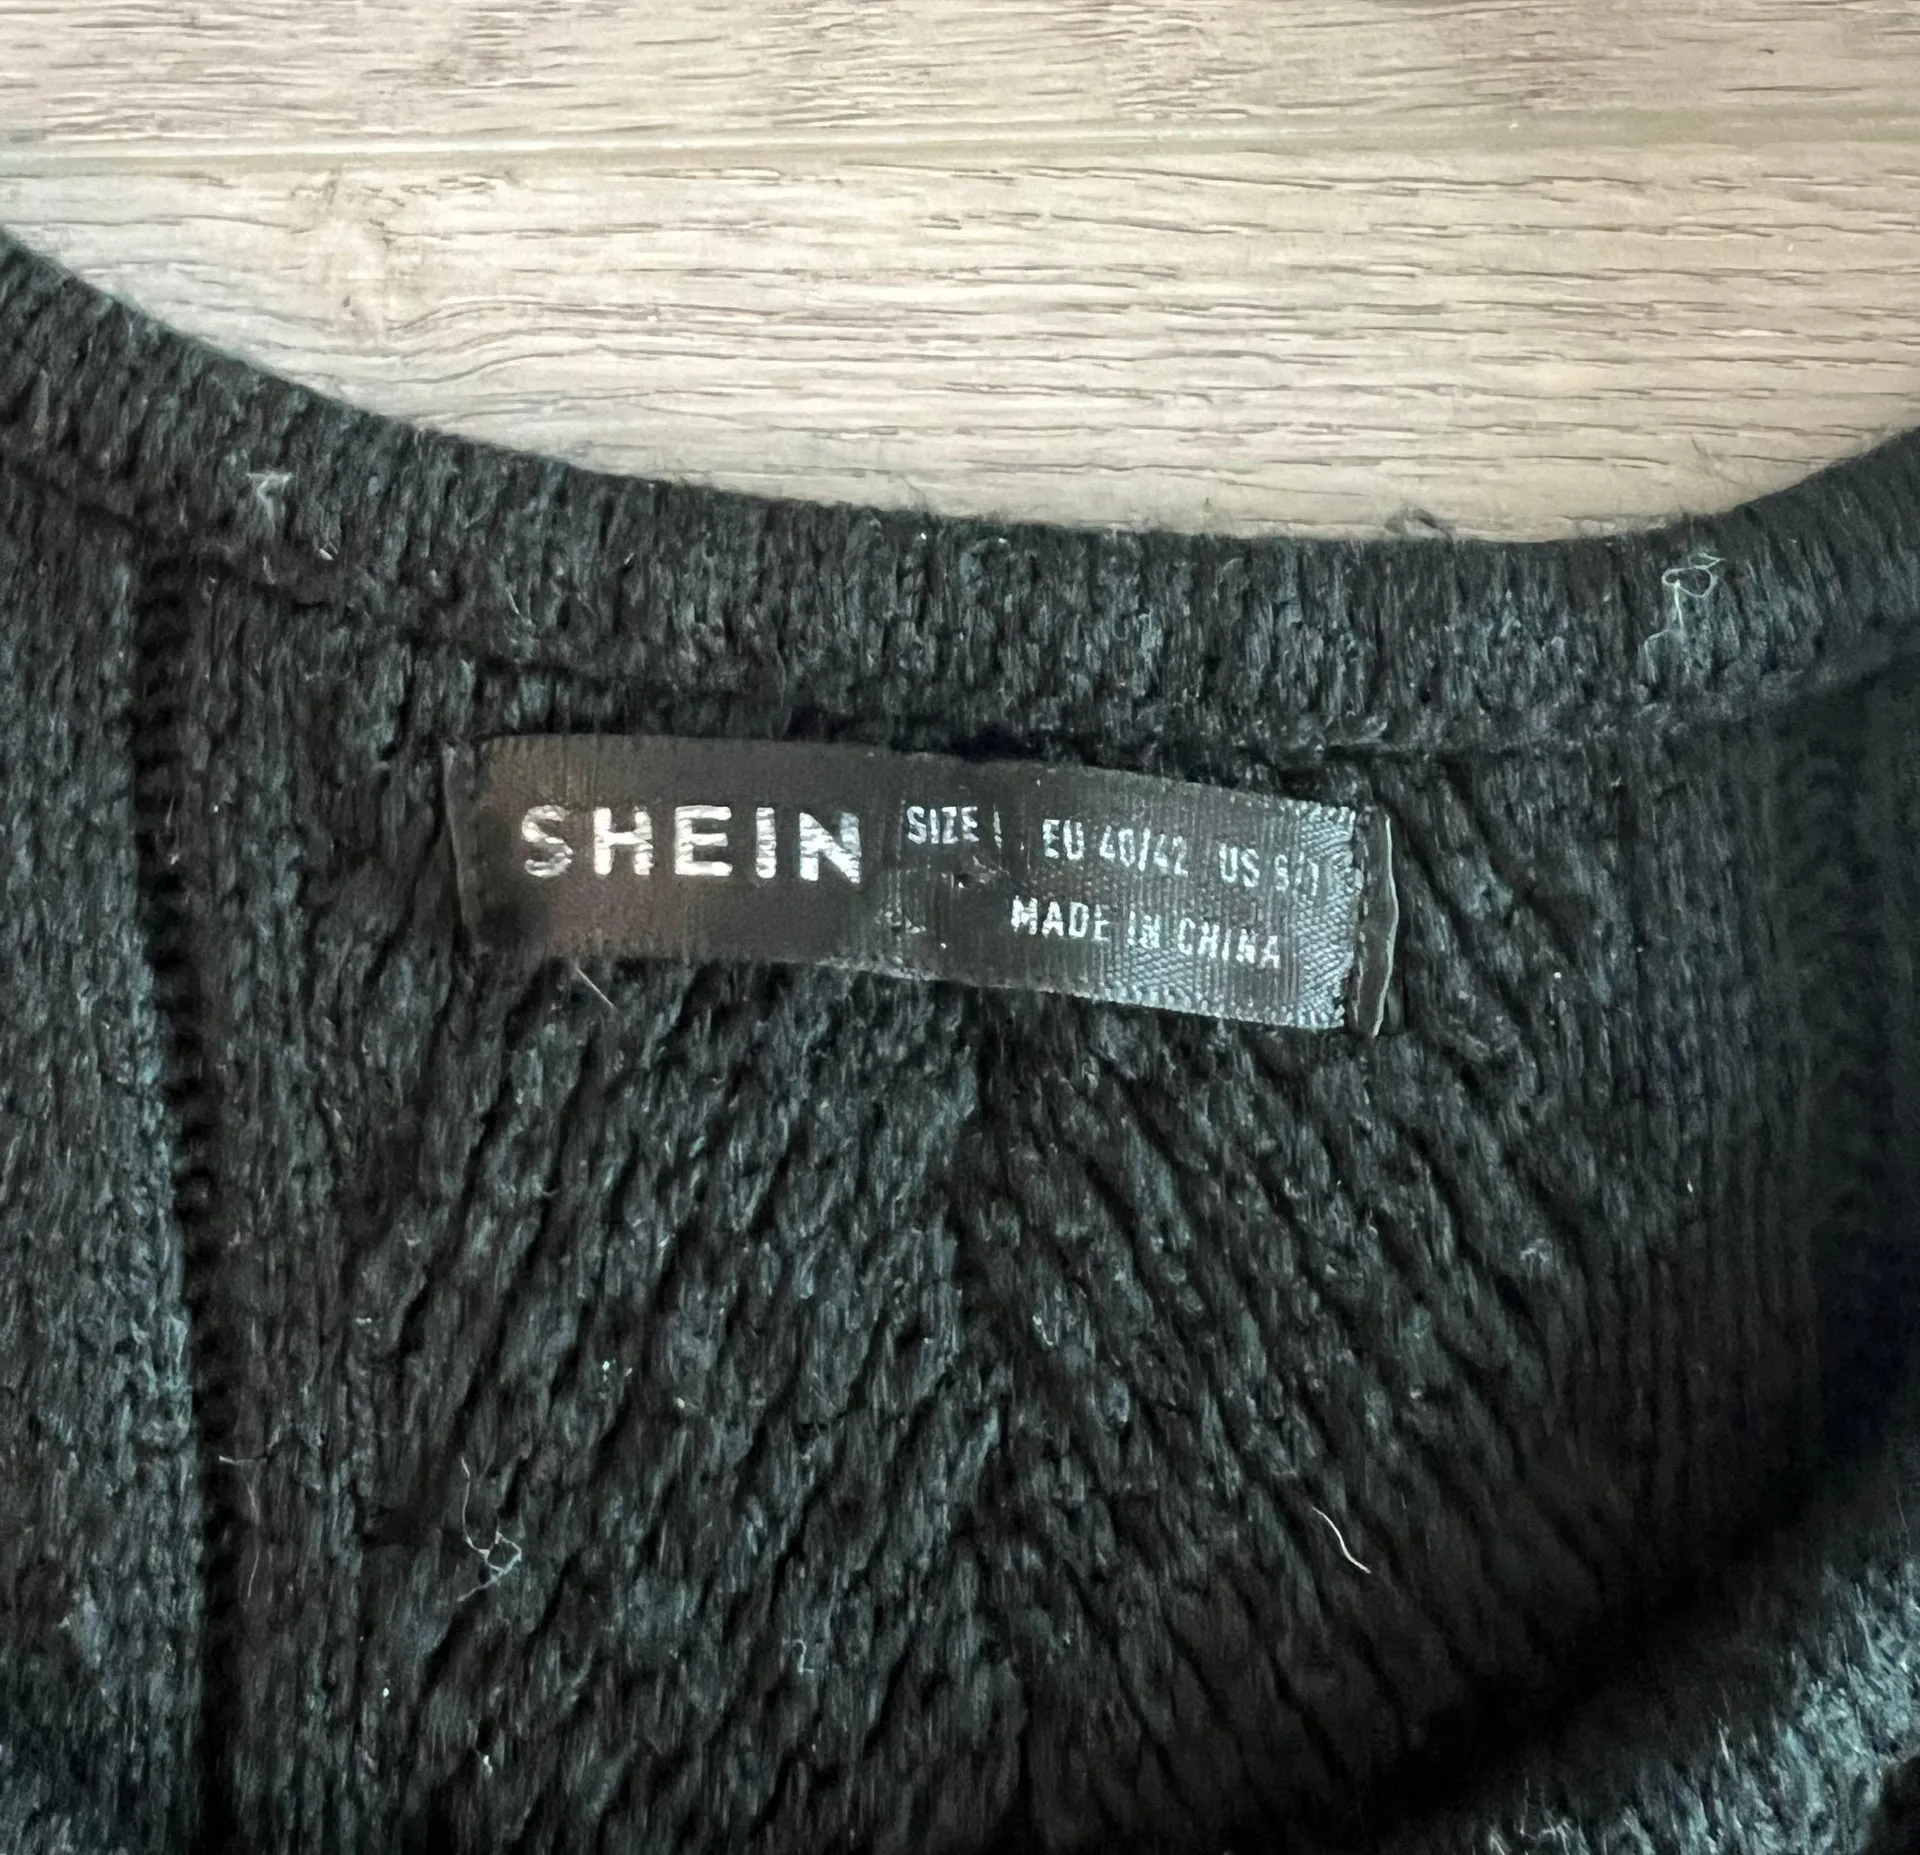 SHEIN
SIZE EU 40/42 US
MADE IN CHINA